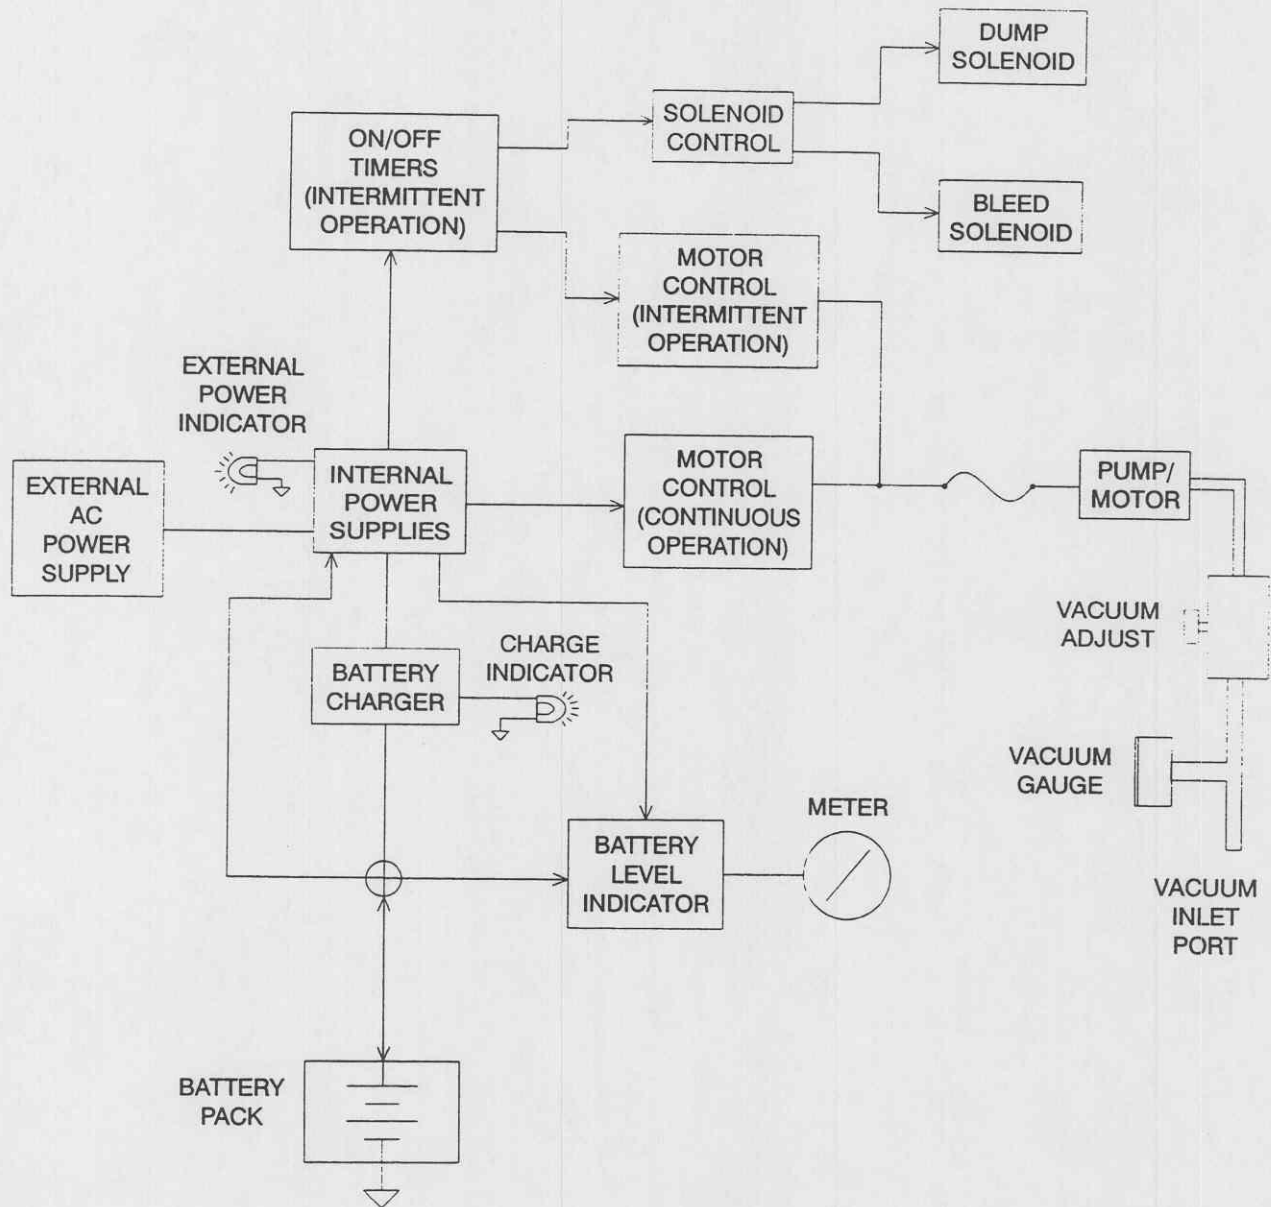 DUMP
SOLENOID
SOLENOID
CONTROL
ON/OFF
TIMERS
(INTERMITTENT
OPERATION)
BLEED
SOLENOID
MOTOR
CONTROL
(INTERMITTENT
OPERATION)
EXTERNAL
POWER
INDICATOR
EXTERNAL
AC
POWER
SUPPLY
INTERNAL
POWER
SUPPLIES
MOTOR
CONTROL
(CONTINUOUS
OPERATION)
PUMP/
MOTOR
VACUUM
ADJUST
CHARGE
INDICATOR
BATTERY
CHARGER
VACUUM
GAUGE
METER
BATTERY
LEVEL
INDICATOR
VACUUM
INLET
PORT
BATTERY
PACK